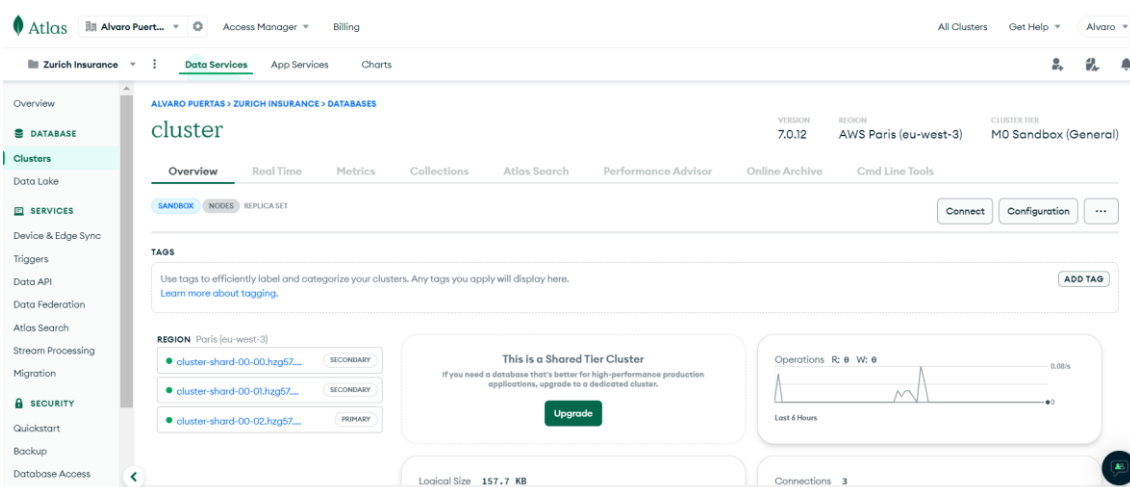 Atlas Alvaro Puert... Access Manager Billing All Clusters Get Help Alvaro
Zurich Insurance Data Services App Services Charts
Overview
DATABASE
Clusters
Data Lake
SERVICES
Device & Edge Sync
Triggers
Data API
Data Federation
Atlas Search
Stream Processing
Migration
SECURITY
Quickstart
Backup
Database Access
ALVARO PUERTAS > ZURICH INSURANCE > DATABASES
cluster
VERSION REGION CLUSTER TIER
7.0.12 AWS Paris (eu-west-3) M0 Sandbox (General)
Overview Real Time Metrics Collections Atlas Search Performance Advisor Online Archive Cmd Line Tools
SANDBOX NODES REPLICA SET
Connect Configuration ...
TAGS
Use tags to efficiently label and categorize your clusters. Any tags you apply will display here.
Learn more about tagging.
ADD TAG
REGION Paris (eu-west-3)
cluster-shard-00-00.hzg57.... SECONDARY
cluster-shard-00-01.hzg57.... SECONDARY
cluster-shard-00-02.hzg57.... PRIMARY
This is a Shared Tier Cluster
If you need a database that's better for high-performance production
applications, upgrade to a dedicated cluster.
Upgrade
Operations R: 0 W: 0
0.08/s
0
Last 6 Hours
Logical Size 157.7 KB
Connections 3